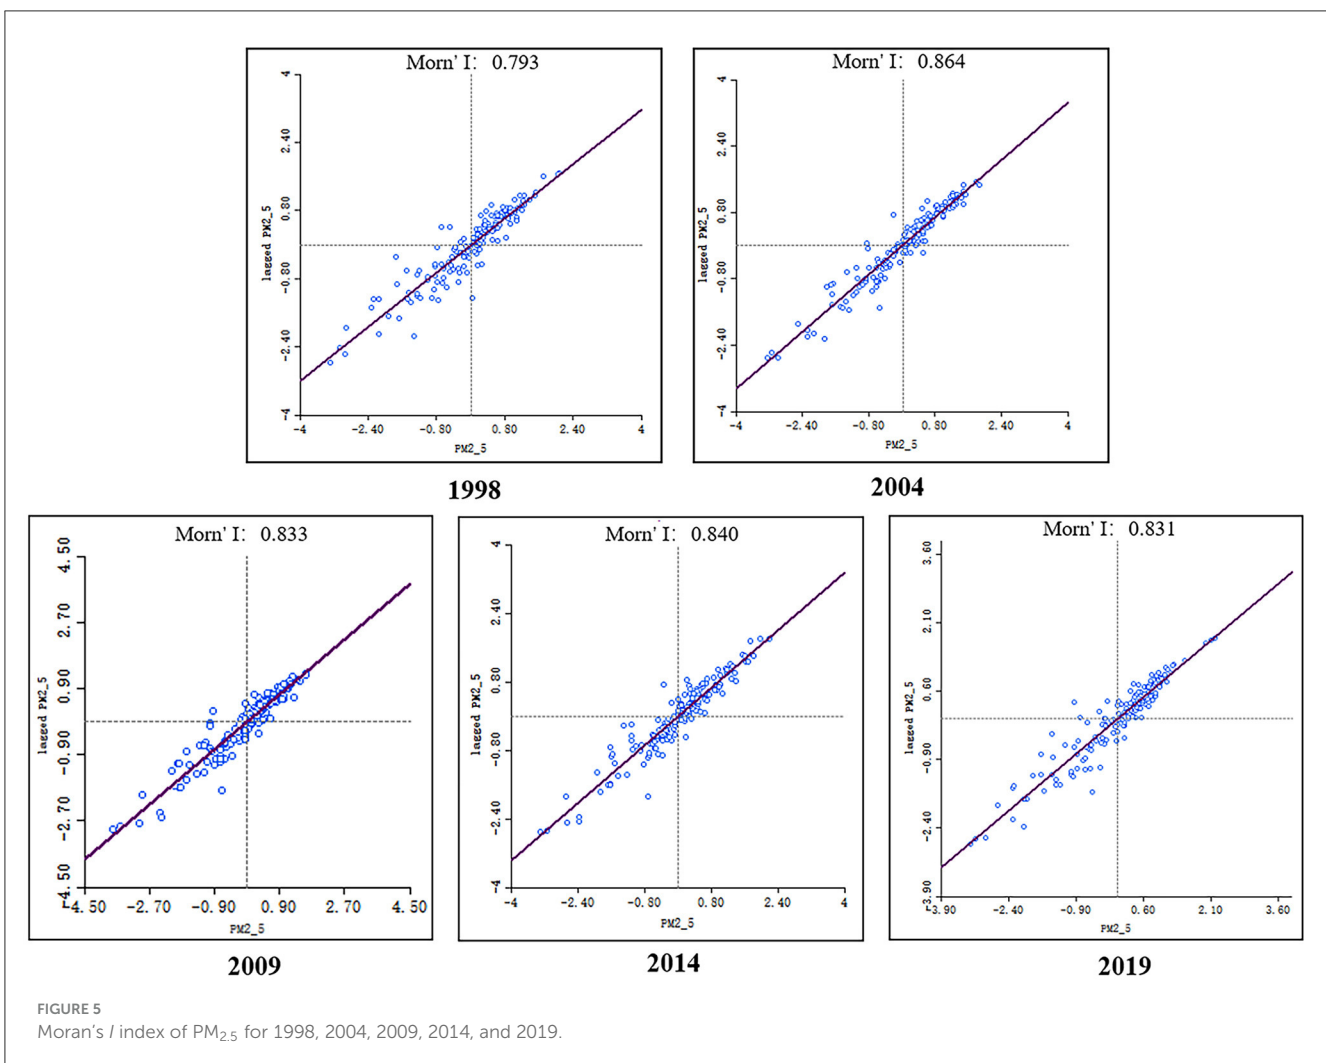 Morn' I: 0.793
4
2.40
0.80
-0.80
-2.40
-4
lagged PM2_5
-4 -2.40 -0.80 0.80 2.40 4
PM2_5
1998
Morn' I: 0.864
4
2.40
0.80
-0.80
-2.40
-4
lagged PM2_5
-4 -2.40 -0.80 0.80 2.40 4
PM2_5
2004
Morn' I: 0.833
4.50
2.70
0.90
-0.90
-2.70
-4.50
lagged PM2_5
-4.50 -2.70 -0.90 0.90 2.70 4.50
PM2_5
2009
Morn' I: 0.840
4
2.40
0.80
-0.80
-2.40
-4
lagged PM2_5
-4 -2.40 -0.80 0.80 2.40 4
PM2_5
2014
Morn' I: 0.831
3.60
2.10
0.60
-0.90
-2.40
-3.90
lagged PM2_5
-3.90 -2.40 -0.90 0.60 2.10 3.60
PM2_5
2019
FIGURE 5
Moran's I index of PM2.5 for 1998, 2004, 2009, 2014, and 2019.